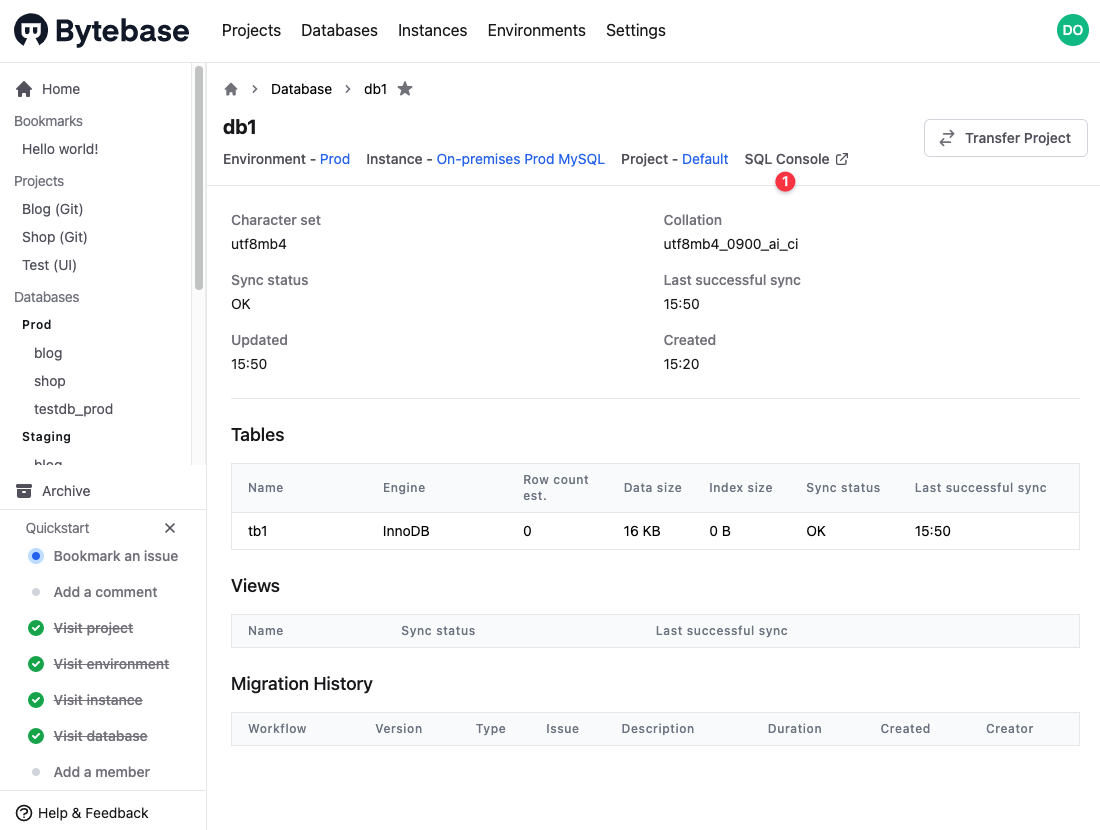 Bytebase
Projects Databases Instances Environments Settings
DO
Home
Bookmarks
Hello world!
Projects
Blog (Git)
Shop (Git)
Test (UI)
Databases
Prod
blog
shop
testdb_prod
Staging
blog
Archive
Quickstart
Bookmark an issue
Add a comment
Visit project
Visit environment
Visit instance
Visit database
Add a member
Help & Feedback
Database db1
db1
Transfer Project
Environment - Prod Instance - On-premises Prod MySQL Project - Default SQL Console
1
Character set Collation
utf8mb4 utf8mb4_0900_ai_ci
Sync status Last successful sync
OK 15:50
Updated Created
15:50 15:20
Tables
Name Engine Row count est. Data size Index size Sync status Last successful sync
tb1 InnoDB 0 16 KB 0 B OK 15:50
Views
Name Sync status Last successful sync
Migration History
Workflow Version Type Issue Description Duration Created Creator